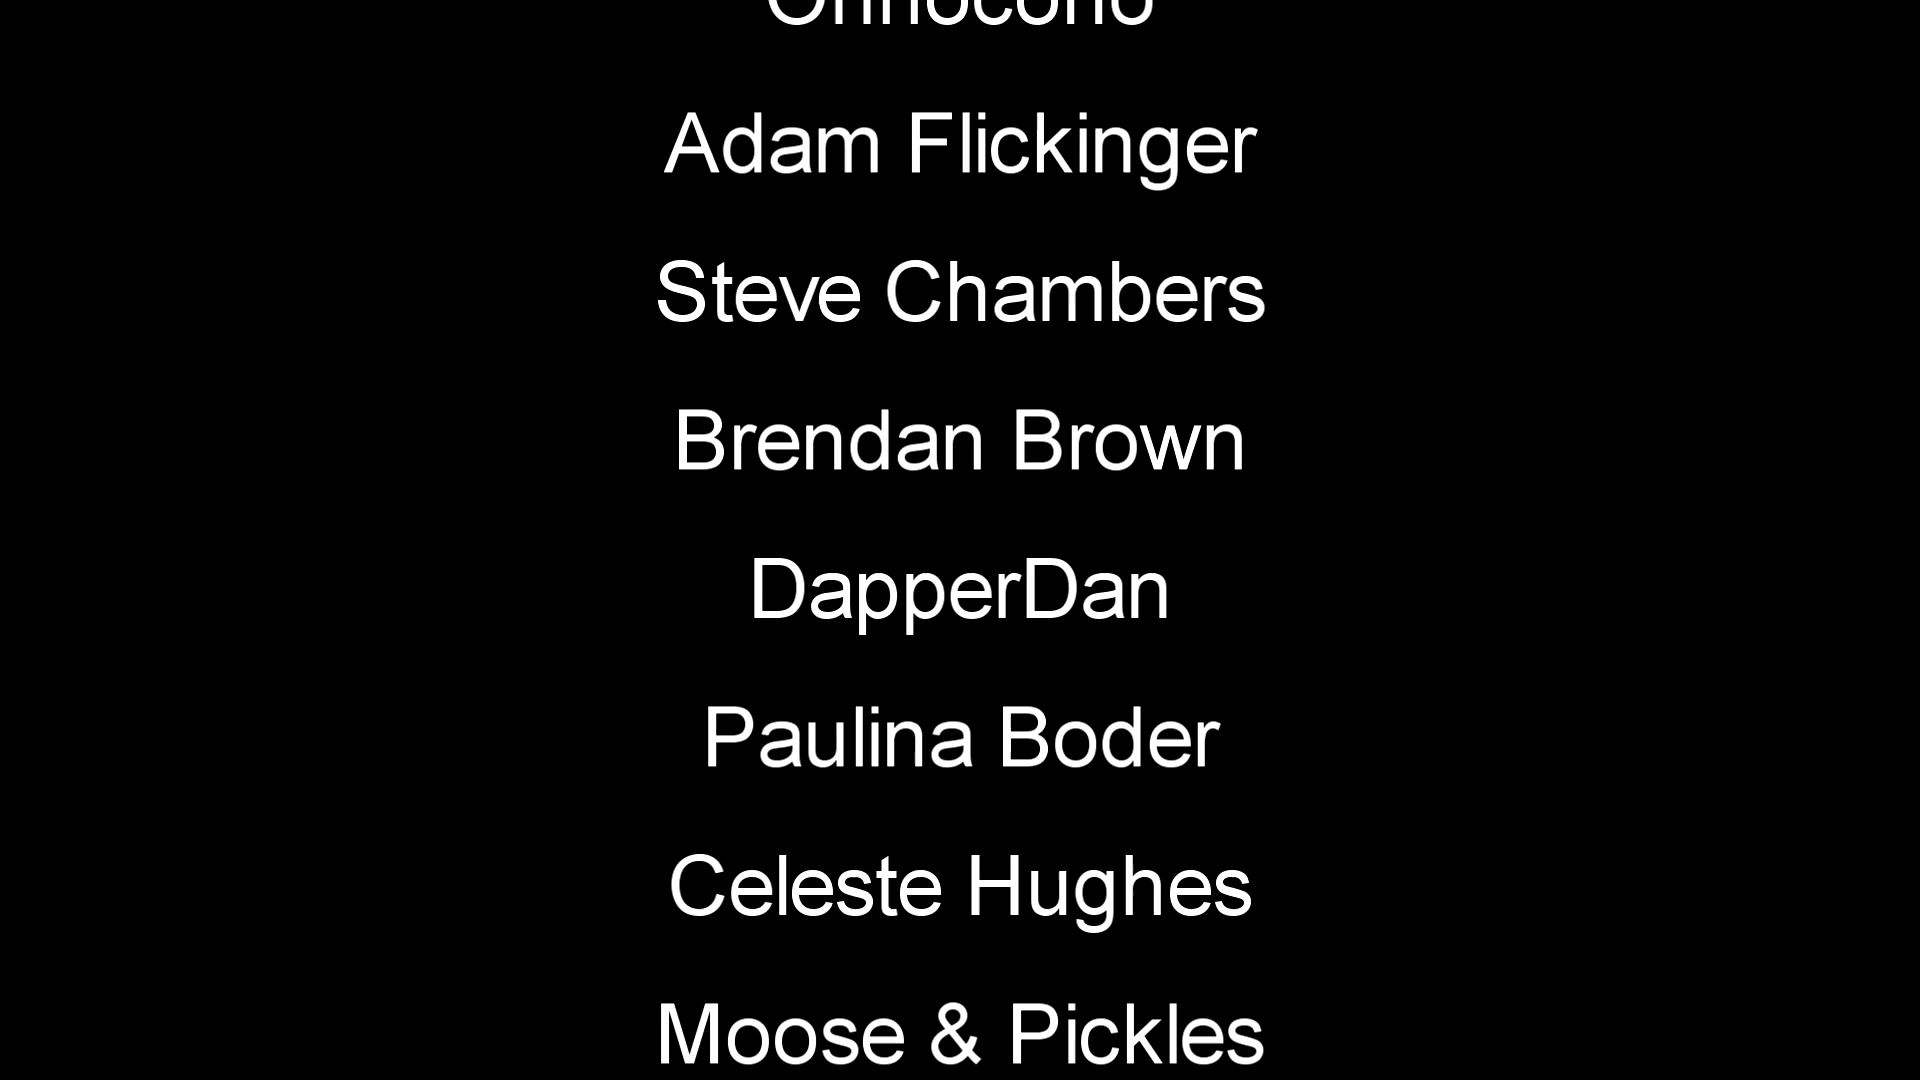 Adam Flickinger
Steve Chambers
Brendan Brown
DapperDan
Paulina Boder
Celeste Hughes
Moose & Pickles